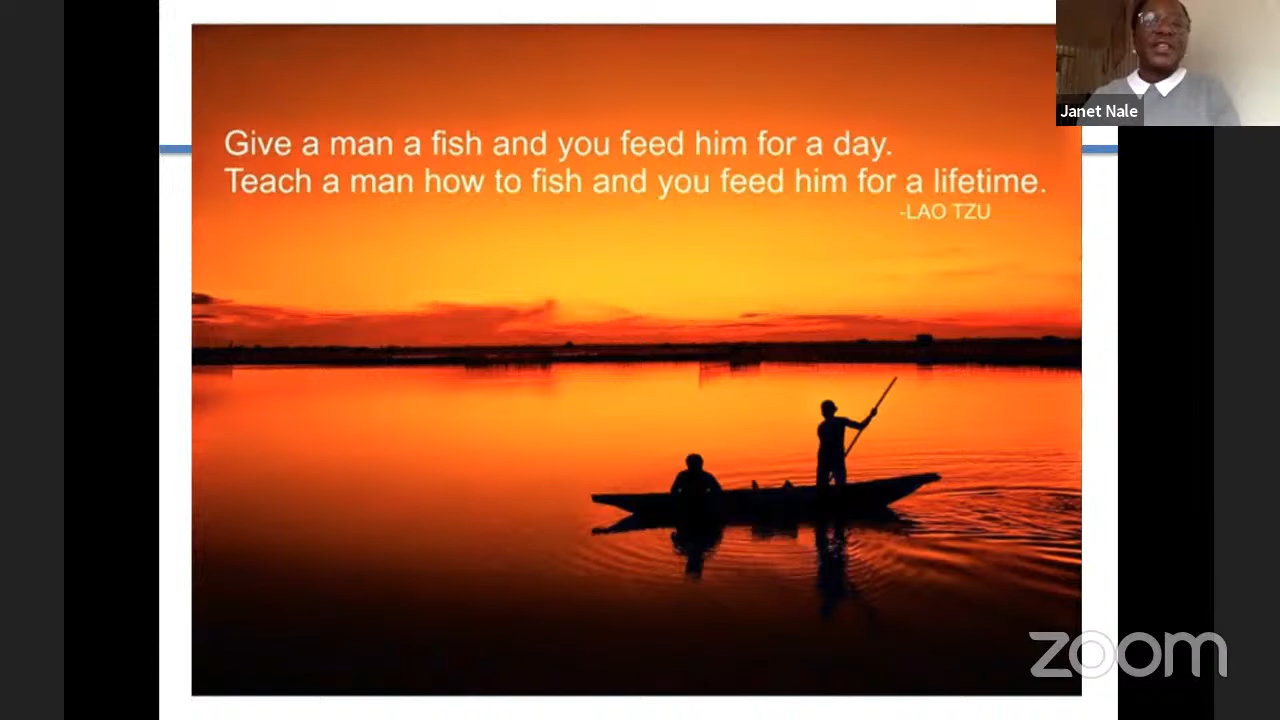 Give a man a fish and you feed him for a day.
Teach a man how to fish and you feed him for a lifetime.
-LAO TZU
Janet Nale
zoom